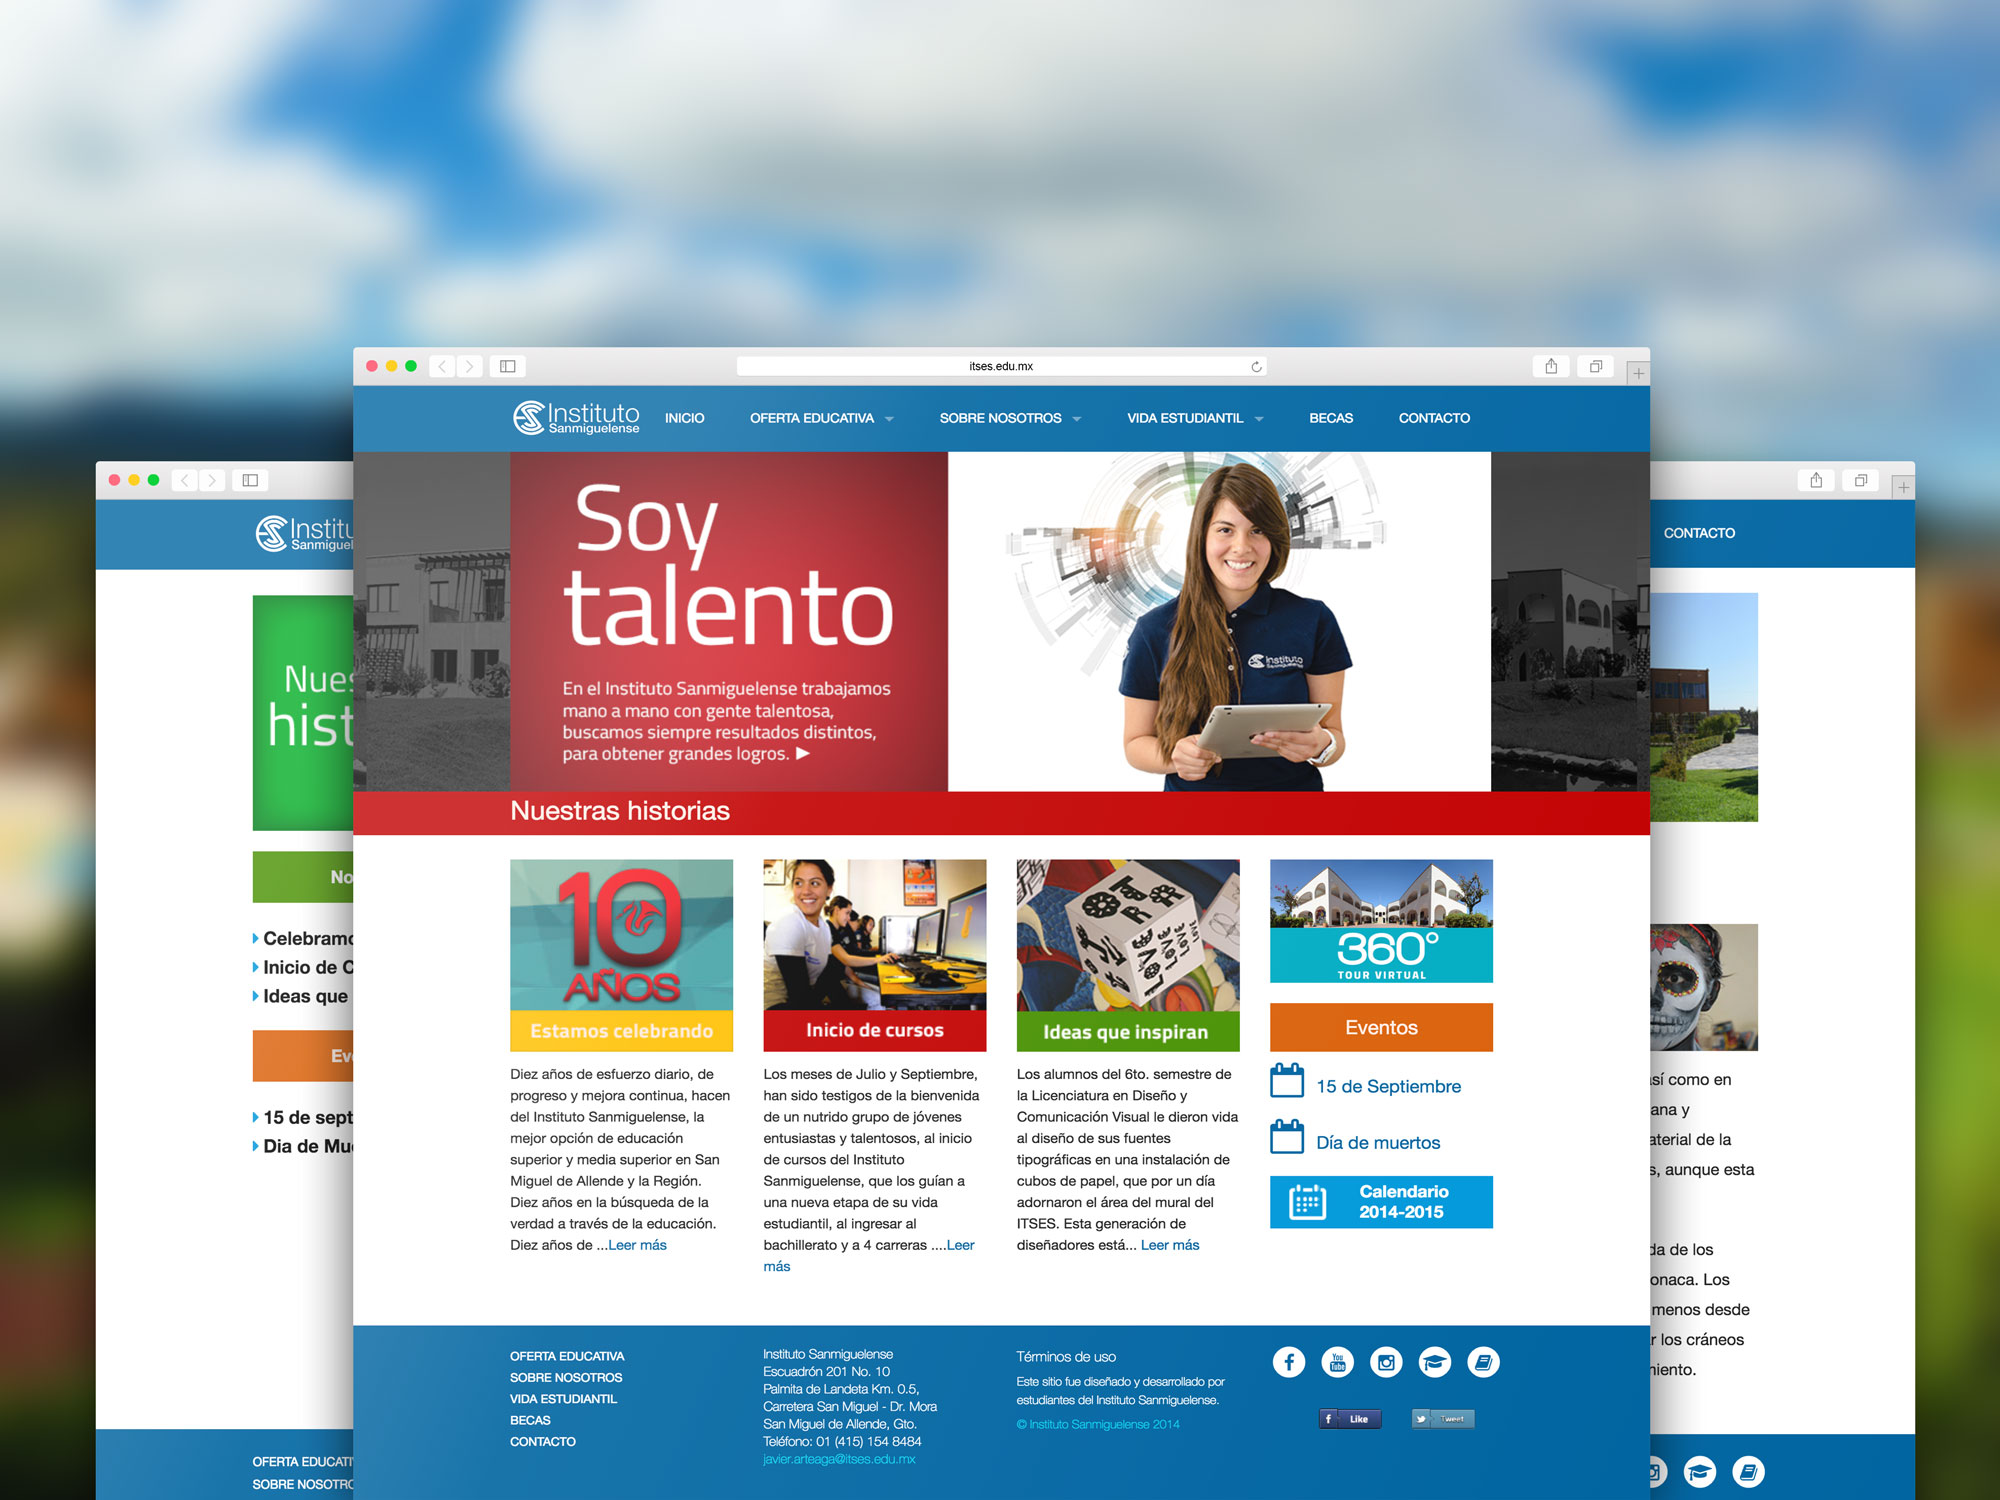 itses.edu.mx
Instituto
Sanmiguelense
INICIO
OFERTA EDUCATIVA
SOBRE NOSOTROS
VIDA ESTUDIANTIL
BECAS
CONTACTO
Soy
talento
En el Instituto Sanmiguelense trabajamos
mano a mano con gente talentosa,
buscamos siempre resultados distintos,
para obtener grandes logros.
Instituto
Sanmiguelense
Nuestras historias
10
AÑOS
Estamos celebrando
Diez años de esfuerzo diario, de
progreso y mejora continua, hacen
del Instituto Sanmiguelense, la
mejor opción de educación
superior y media superior en San
Miguel de Allende y la Región.
Diez años en la búsqueda de la
verdad a través de la educación.
Diez años de ...Leer más
Inicio de cursos
Los meses de Julio y Septiembre,
han sido testigos de la bienvenida
de un nutrido grupo de jóvenes
entusiastas y talentosos, al inicio
de cursos del Instituto
Sanmiguelense, que los guían a
una nueva etapa de su vida
estudiantil, al ingresar al
bachillerato y a 4 carreras ....Leer
más
Ideas que inspiran
Los alumnos del 6to. semestre de
la Licenciatura en Diseño y
Comunicación Visual le dieron vida
al diseño de sus fuentes
tipográficas en una instalación de
cubos de papel, que por un día
adornaron el área del mural del
ITSES. Esta generación de
diseñadores está... Leer más
360°
TOUR VIRTUAL
Eventos
15 de Septiembre
Día de muertos
Calendario
2014-2015
OFERTA EDUCATIVA
SOBRE NOSOTROS
VIDA ESTUDIANTIL
BECAS
CONTACTO
Instituto Sanmiguelense
Escuadrón 201 No. 10
Palmita de Landeta Km. 0.5,
Carretera San Miguel - Dr. Mora
San Miguel de Allende, Gto.
Teléfono: 01 (415) 154 8484
javier.arteaga@itses.edu.mx
Términos de uso
Este sitio fue diseñado y desarrollado por
estudiantes del Instituto Sanmiguelense.
© Instituto Sanmiguelense 2014
You
Tube
Like
Tweet
Institu
Sanmiguel
Nues
hist
No
Celebramo
Inicio de C
Ideas que
Eve
15 de sept
Dia de Mue
OFERTA EDUCATI
SOBRE NOSOTRO
CONTACTO
así como en
ana y
aterial de la
s, aunque esta
da de los
onaca. Los
menos desde
r los cráneos
niento.